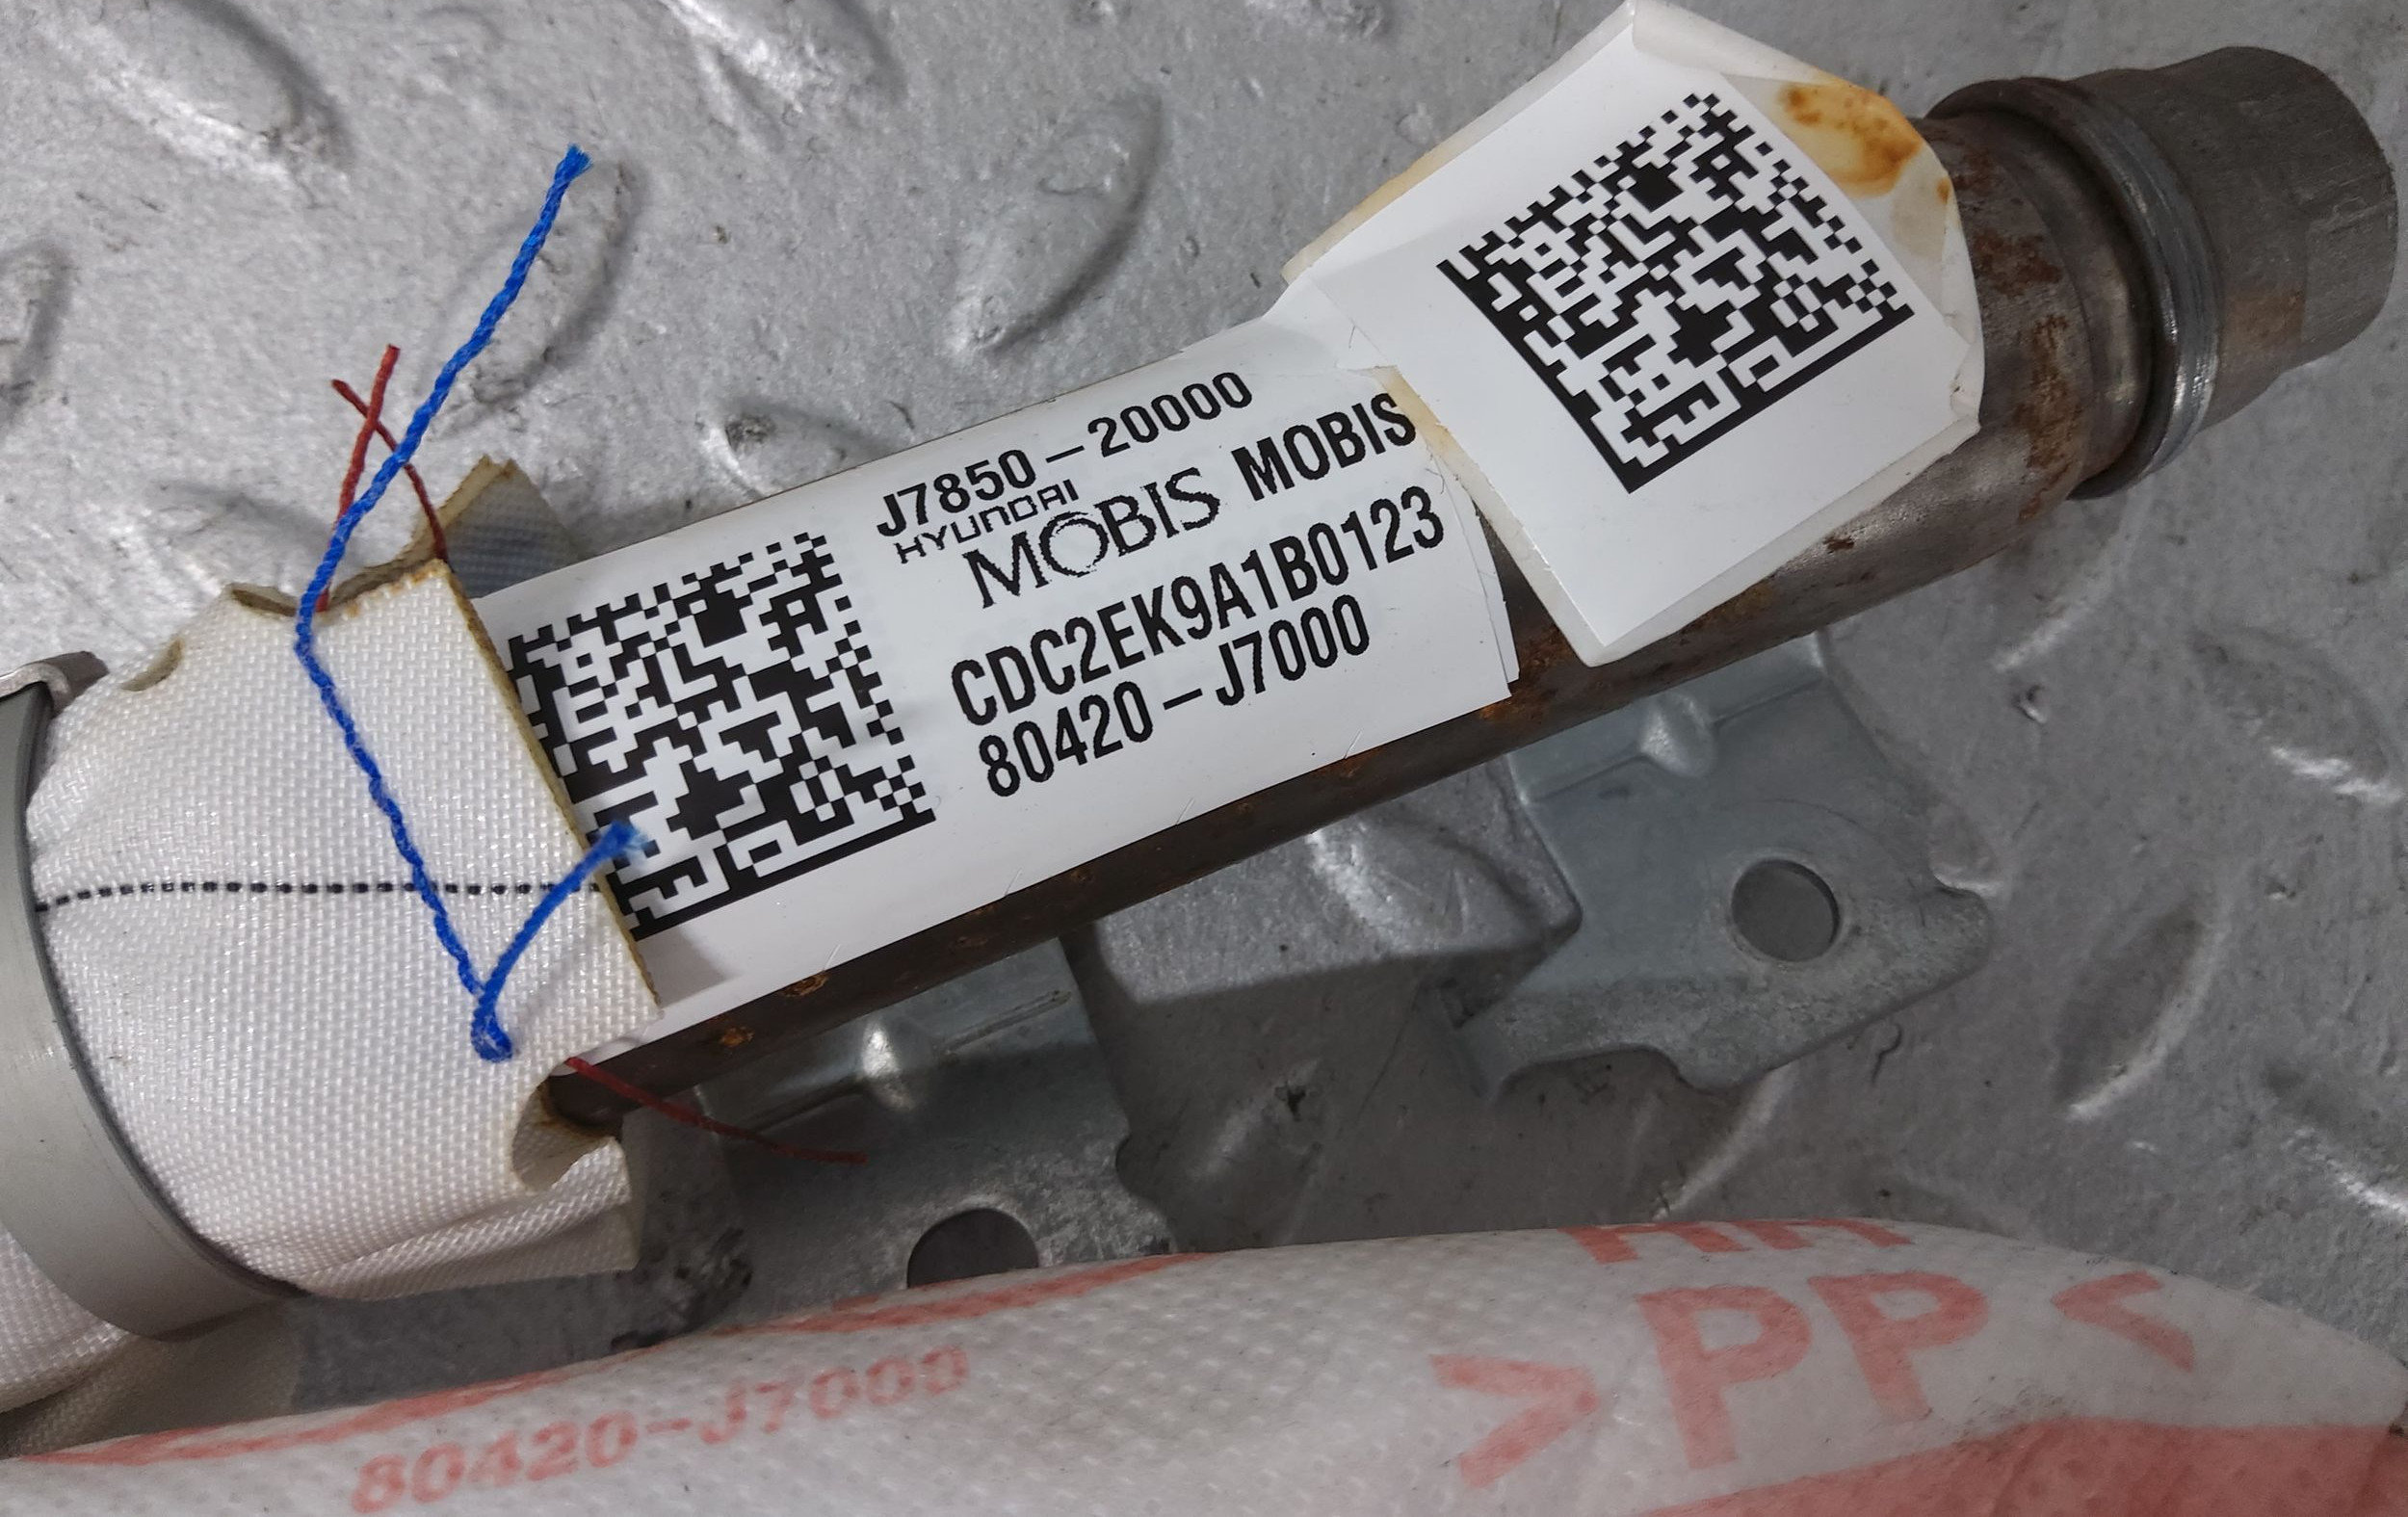 J7850-20000
HYUNDAI
MOBIS MOBIS
CDC2EK9A1B0123
80420-J7000
>PP<
80420-J7000